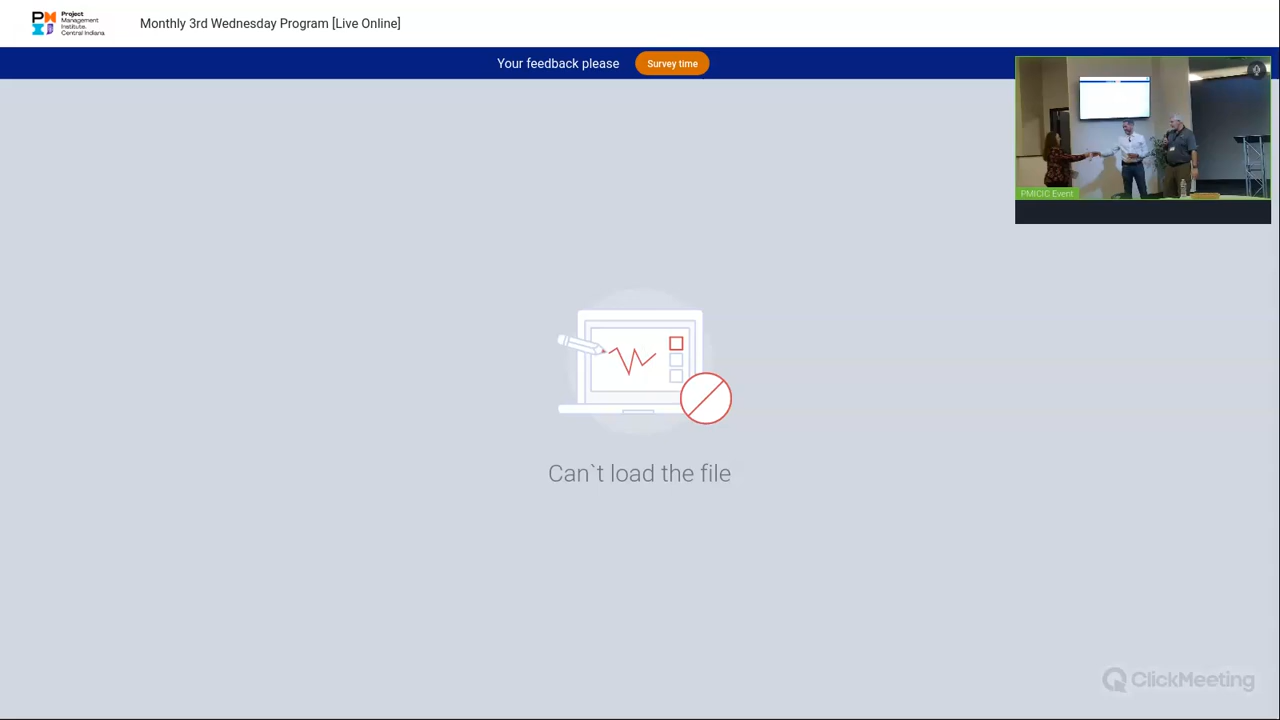 PM
I
Project
Management
Institute.
Central Indiana
Monthly 3rd Wednesday Program [Live Online]
Your feedback please
Survey time
PMICIC Event
Can`t load the file
ClickMeeting